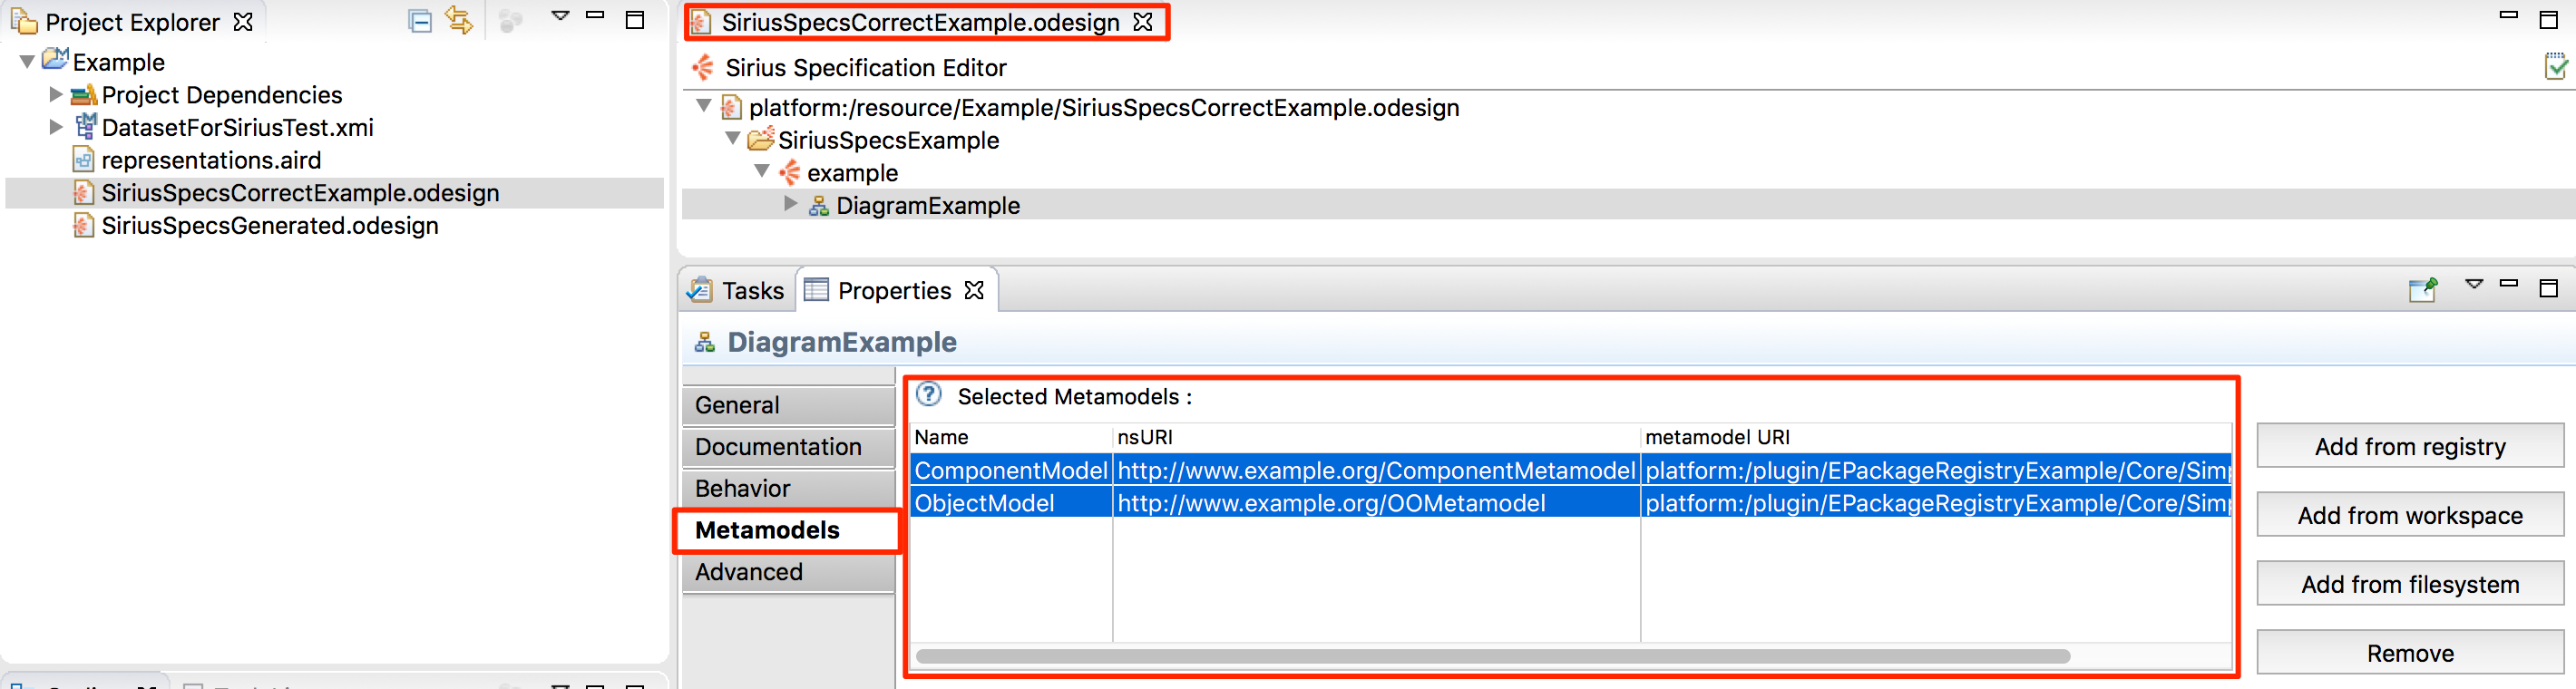 Project Explorer
Example
Project Dependencies
DatasetForSiriusTest.xmi
representations.aird
SiriusSpecsCorrectExample.odesign
SiriusSpecsGenerated.odesign
SiriusSpecsCorrectExample.odesign
Sirius Specification Editor
platform:/resource/Example/SiriusSpecsCorrectExample.odesign
SiriusSpecsExample
example
DiagramExample
Tasks Properties
DiagramExample
General
Documentation
Behavior
Metamodels
Advanced
Selected Metamodels :
Name nsURI metamodel URI
ComponentModel http://www.example.org/ComponentMetamodel platform:/plugin/EPackageRegistryExample/Core/Sim
ObjectModel http://www.example.org/OOMetamodel platform:/plugin/EPackageRegistryExample/Core/Sim
Add from registry
Add from workspace
Add from filesystem
Remove